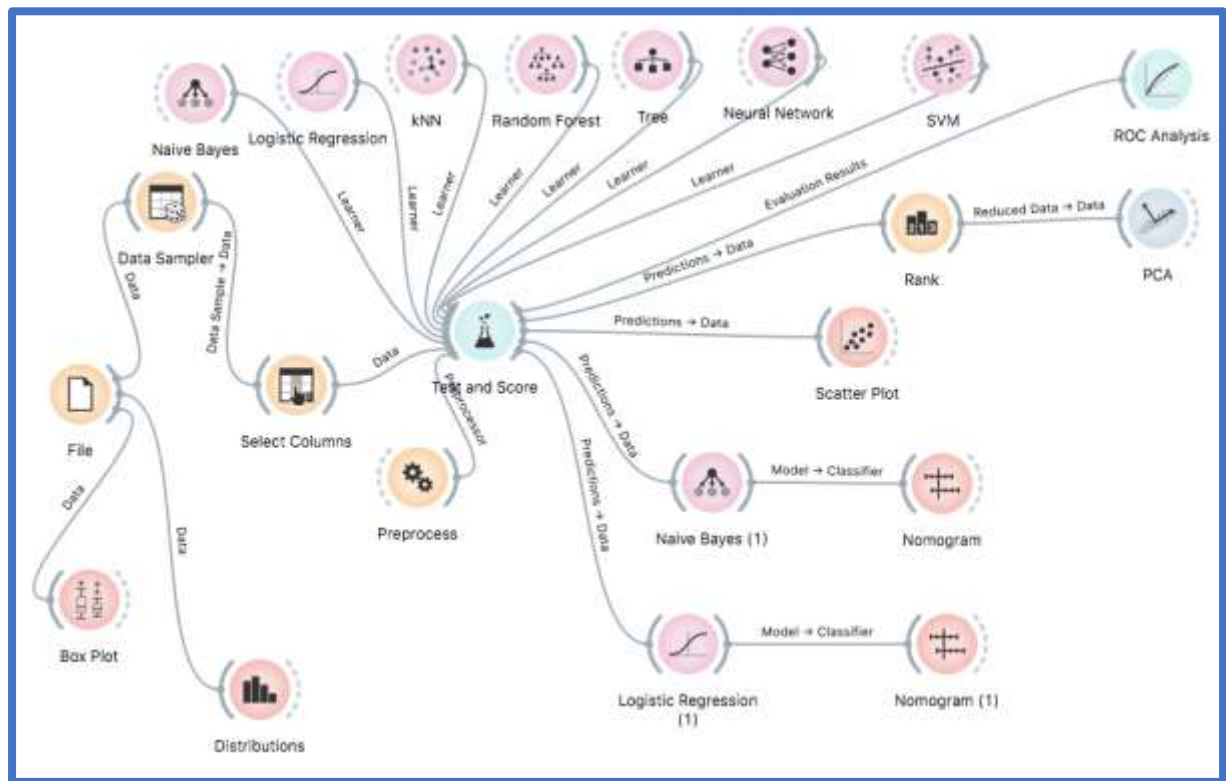 Naive Bayes
Logistic Regression
kNN
Random Forest
Tree
Neural Network
SVM
ROC Analysis
Learner
Learner
Learner
Learner
Learner
Learner
Learner
Evaluation Results
Data Sampler
Data
Data Sample → Data
Predictions → Data
Rank
Reduced Data → Data
PCA
File
Select Columns
Data
Test and Score
Predictions → Data
Scatter Plot
Preprocessor
Preprocess
Predictions → Data
Predictions → Data
Naive Bayes (1)
Model → Classifier
Nomogram
Data
Data
Box Plot
Distributions
Logistic Regression
(1)
Model → Classifier
Nomogram (1)